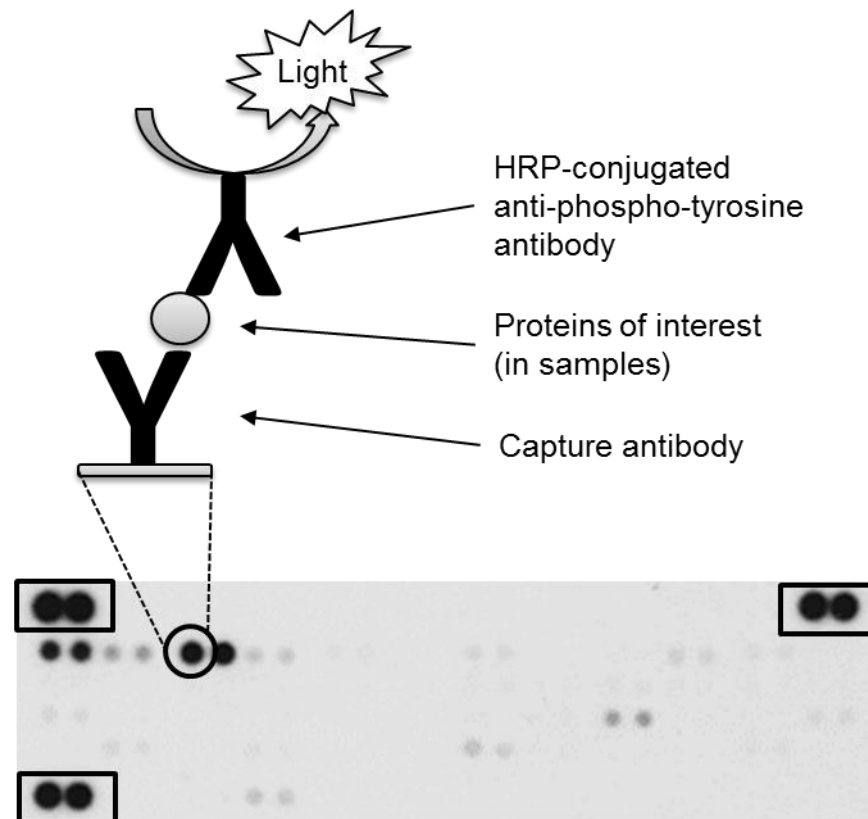 Light
HRP-conjugated
anti-phospho-tyrosine
antibody
Proteins of interest
(in samples)
Capture antibody